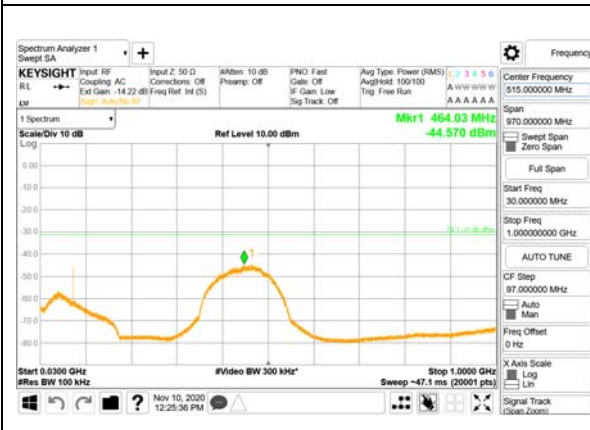 Spectrum Analyzer 1
Swept SA
Frequency
KEYSIGHT
RL
Input: RF
Coupling: AC
Ext Gain: -14.22 dB
Align: Auto/No RF
Input Z: 50 Ω
Corrections: Off
Freq Ref: Int (S)
#Atten: 10 dB
Preamp: Off
PNO: Fast
Gate: Off
IF Gain: Low
Sig Track: Off
Avg Type: Power (RMS)
Avg|Hold: 100/100
Trig: Free Run
1 2 3 4 5 6
A W W W W W
A A A A A A
1 Spectrum
Scale/Div 10 dB
Log
Ref Level 10.00 dBm
Mkr1 464.03 MHz
-44.570 dBm
0.00
-10.0
-20.0
-30.0
-40.0
-50.0
-60.0
-70.0
-80.0
1
Start 0.0300 GHz
#Res BW 100 kHz
#Video BW 300 kHz*
Stop 1.0000 GHz
Sweep ~47.1 ms (20001 pts)
Nov 10, 2020
12:25:36 PM
Center Frequency
515.000000 MHz
Span
970.000000 MHz
Swept Span
Zero Span
Full Span
Start Freq
30.000000 MHz
Stop Freq
1.000000000 GHz
AUTO TUNE
CF Step
97.000000 MHz
Auto
Man
Freq Offset
0 Hz
X Axis Scale
Log
Lin
Signal Track
(Span Zoom)